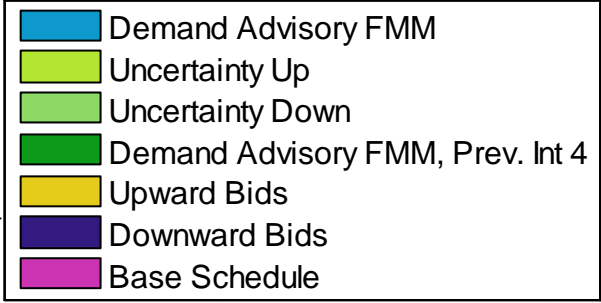 Demand Advisory FMM
Uncertainty Up
Uncertainty Down
Demand Advisory FMM, Prev. Int 4
Upward Bids
Downward Bids
Base Schedule